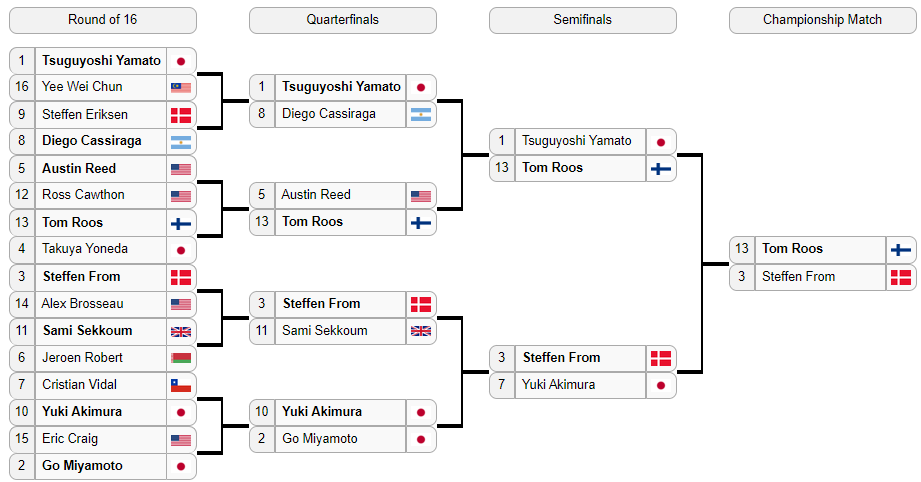 Round of 16
Quarterfinals
Semifinals
Championship Match
1 Tsuguyoshi Yamato
16 Yee Wei Chun
9 Steffen Eriksen
8 Diego Cassiraga
5 Austin Reed
12 Ross Cawthon
13 Tom Roos
4 Takuya Yoneda
3 Steffen From
14 Alex Brosseau
11 Sami Sekkoum
6 Jeroen Robert
7 Cristian Vidal
10 Yuki Akimura
15 Eric Craig
2 Go Miyamoto
1 Tsuguyoshi Yamato
8 Diego Cassiraga
5 Austin Reed
13 Tom Roos
3 Steffen From
11 Sami Sekkoum
10 Yuki Akimura
2 Go Miyamoto
1 Tsuguyoshi Yamato
13 Tom Roos
3 Steffen From
7 Yuki Akimura
13 Tom Roos
3 Steffen From